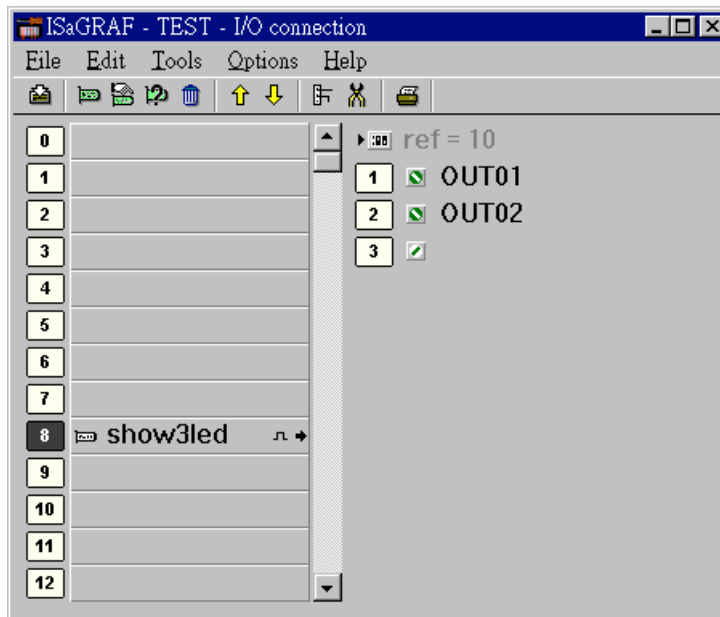 ISaGRAF - TEST - I/O connection
File Edit Tools Options Help
0
1
2
3
4
5
6
7
8 show3led
9
10
11
12
ref = 10
1 OUT01
2 OUT02
3